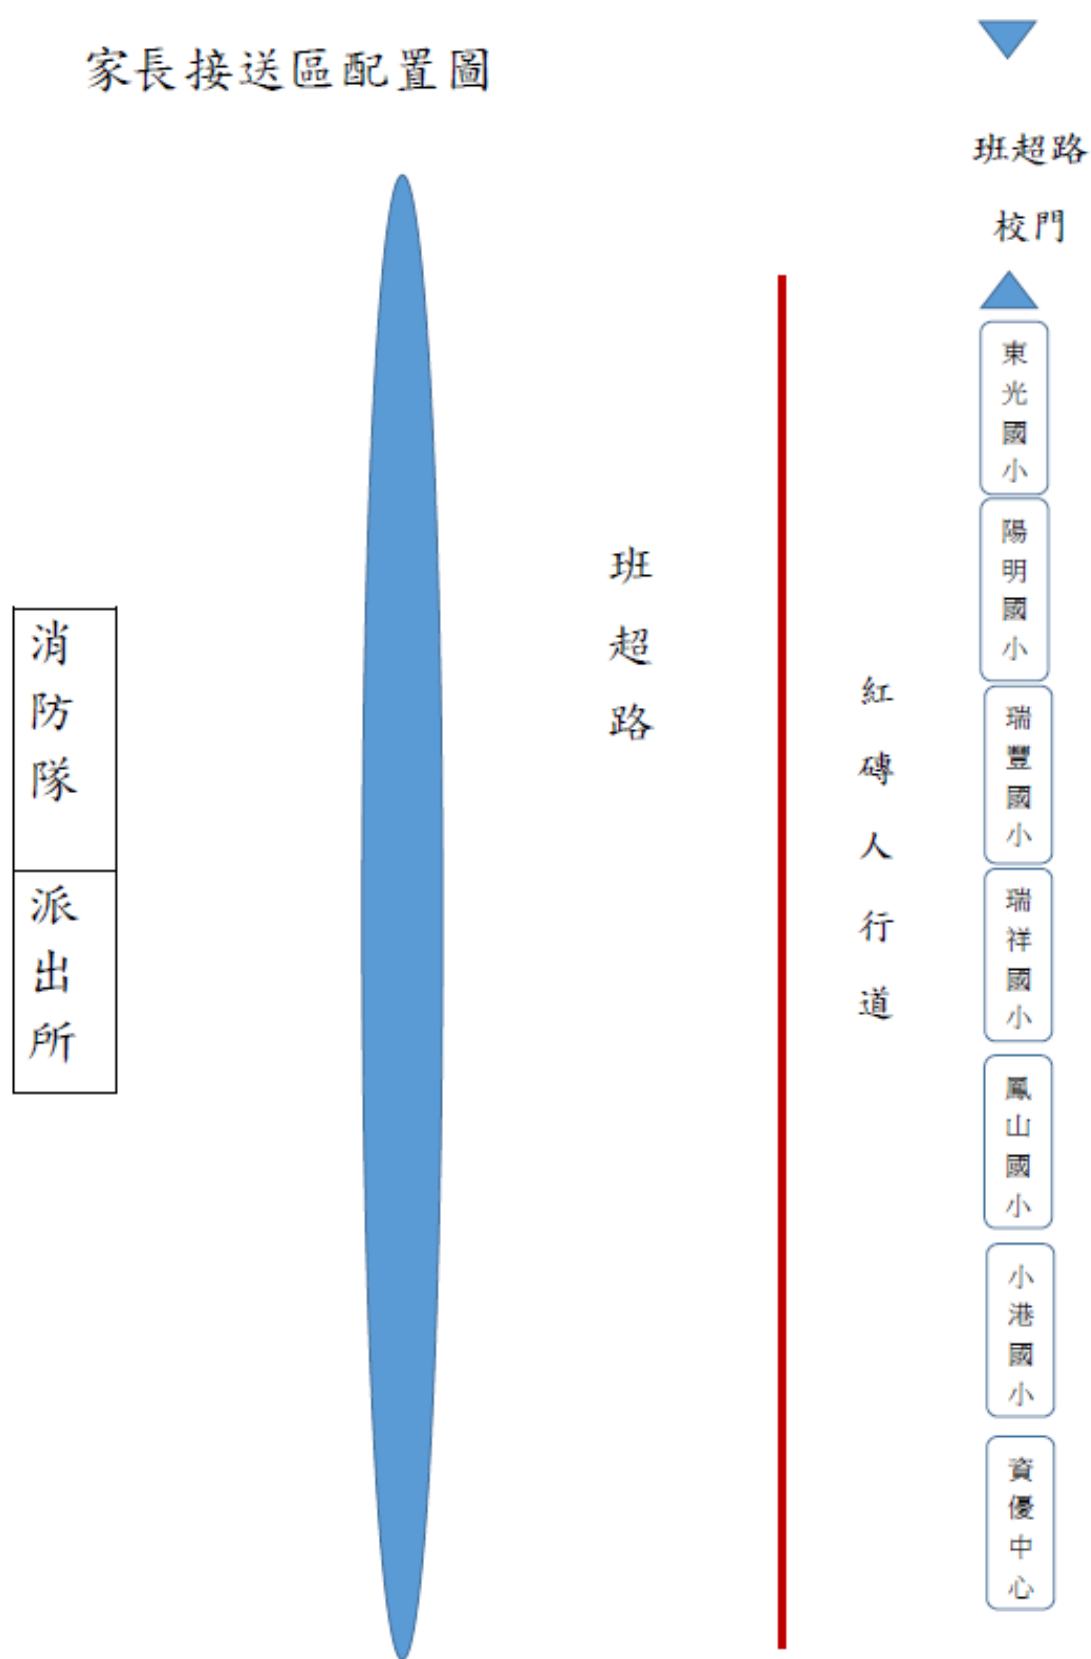 家長接送區配置圖
班超路
校門
消防隊
派出所
班超路
紅磚人行道
東光國小
陽明國小
瑞豐國小
瑞祥國小
鳳山國小
小港國小
資優中心